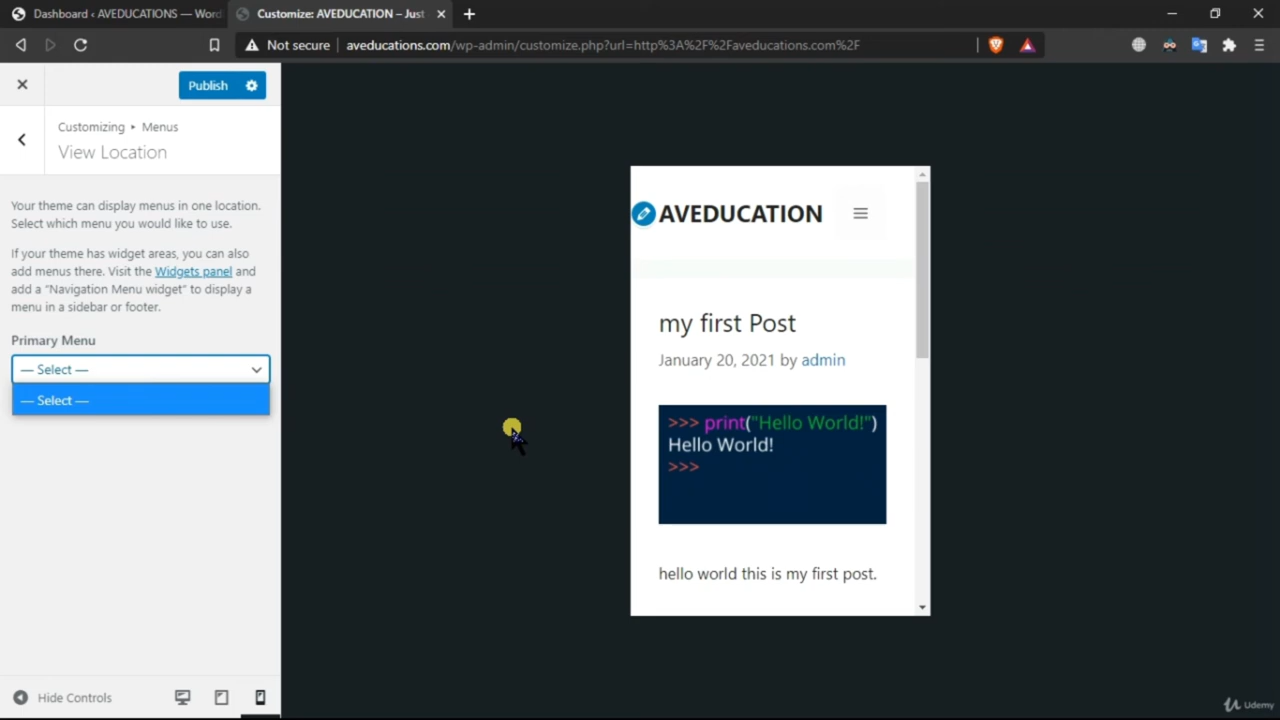 Dashboard ‹ AVEDUCATIONS — Word
Customize: AVEDUCATION – Just
Not secure
aveducations.com/wp-admin/customize.php?url=http%3A%2F%2Faveducations.com%2F
Publish
Customizing ▸ Menus
View Location
Your theme can display menus in one location.
Select which menu you would like to use.
If your theme has widget areas, you can also
add menus there. Visit the Widgets panel and
add a “Navigation Menu widget” to display a
menu in a sidebar or footer.
Primary Menu
— Select —
— Select —
AVEDUCATION
my first Post
January 20, 2021 by admin
>>> print("Hello World!")
Hello World!
>>>
hello world this is my first post.
Hide Controls
Udemy